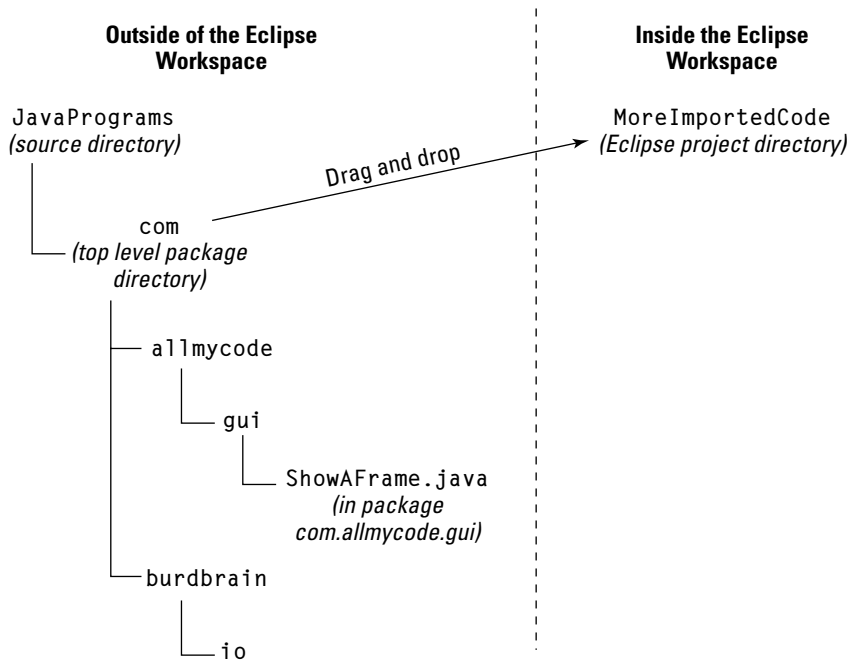 Outside of the Eclipse
Workspace
Inside the Eclipse
Workspace
JavaPrograms
(source directory)
MoreImportedCode
(Eclipse project directory)
Drag and drop
com
(top level package
directory)
allmycode
gui
ShowAFrame.java
(in package
com.allmycode.gui)
burdbrain
io